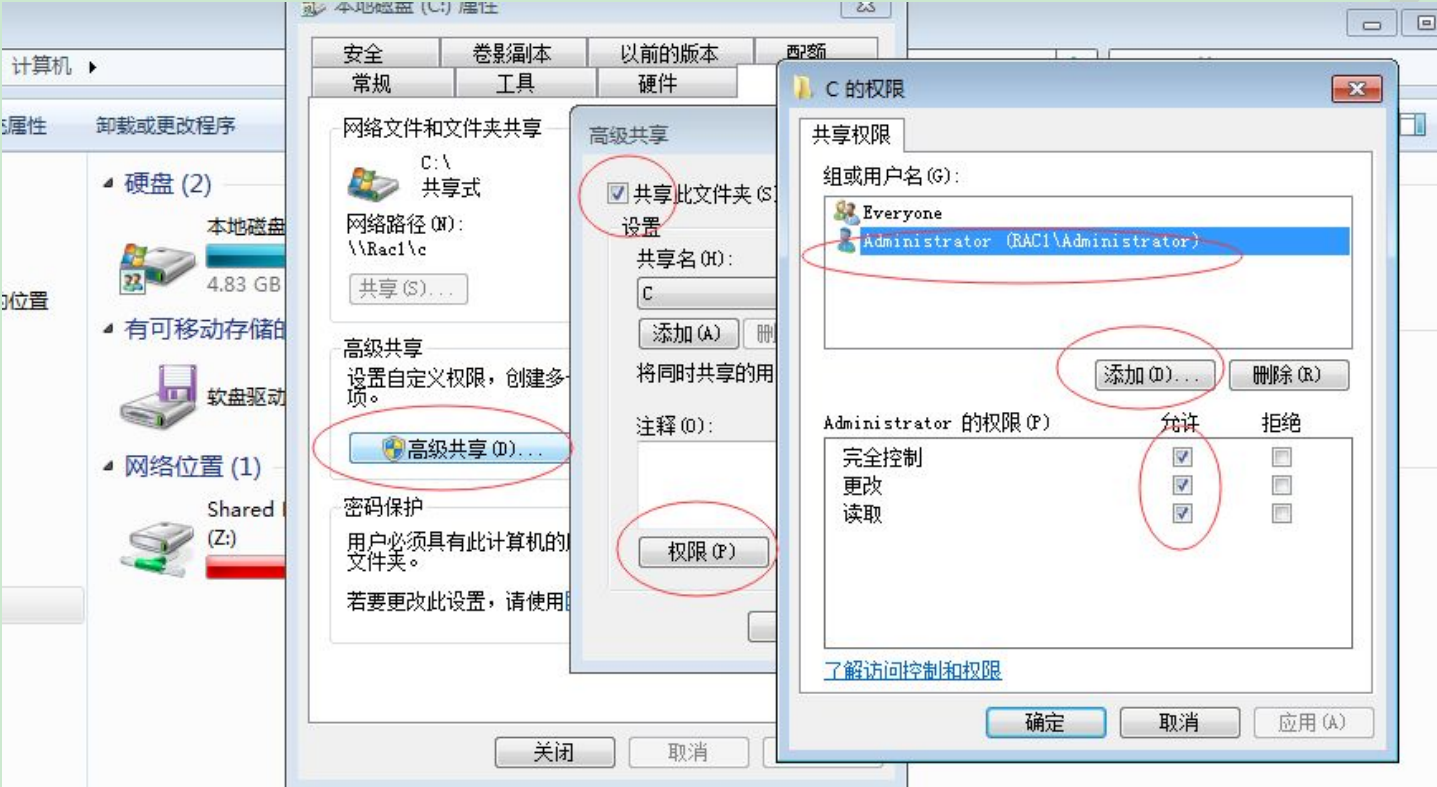 本地磁盘 (C:) 属性
计算机
属性
卸载或更改程序
硬盘 (2)
本地磁盘
4.83 GB
的位置
有可移动存储的
软盘驱动
网络位置 (1)
Shared
(Z:)
安全
卷影副本
以前的版本
配额
常规
工具
硬件
网络文件和文件夹共享
C:\
共享式
网络路径(N):
\\Rac1\c
共享(S)...
高级共享
设置自定义权限，创建多
项。
高级共享(D)...
密码保护
用户必须具有此计算机的
文件夹。
若要更改此设置，请使用
关闭
取消
高级共享
共享此文件夹(S)
设置
共享名(H):
C
添加(A)
将同时共享的用
注释(O):
权限(P)
C 的权限
共享权限
组或用户名(G):
Everyone
Administrator (RAC1\Administrator)
添加(D)...
删除(R)
Administrator 的权限(P)
允许
拒绝
完全控制
更改
读取
了解访问控制和权限
确定
取消
应用(A)